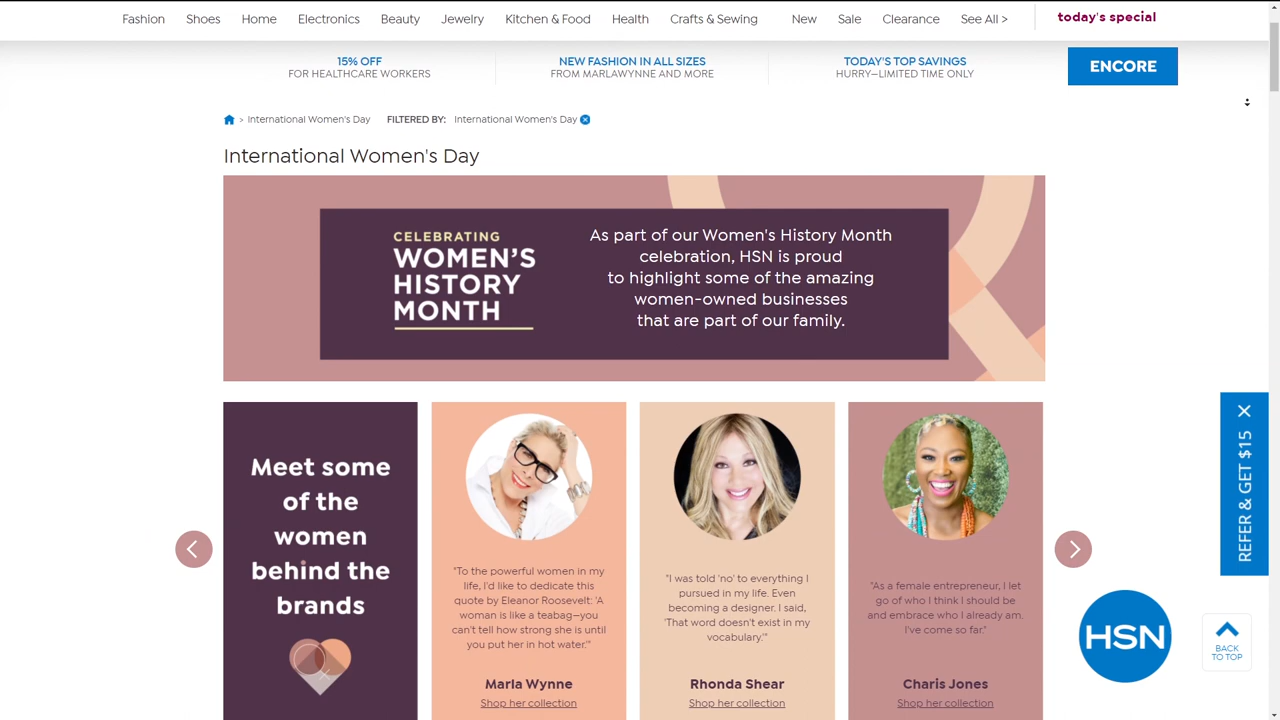 Fashion Shoes Home Electronics Beauty Jewelry Kitchen & Food Health Crafts & Sewing New Sale Clearance See All > today's special
15% OFF
FOR HEALTHCARE WORKERS
NEW FASHION IN ALL SIZES
FROM MARLAWYNNE AND MORE
TODAY'S TOP SAVINGS
HURRY—LIMITED TIME ONLY
ENCORE
> International Women's Day FILTERED BY: International Women's Day
International Women's Day
CELEBRATING
WOMEN'S
HISTORY
MONTH
As part of our Women's History Month
celebration, HSN is proud
to highlight some of the amazing
women-owned businesses
that are part of our family.
Meet some
of the
women
behind the
brands
"To the powerful women in my
life, I'd like to dedicate this
quote by Eleanor Roosevelt: 'A
woman is like a teabag—you
can't tell how strong she is until
you put her in hot water.'"
Marla Wynne
Shop her collection
"I was told 'no' to everything I
pursued in my life. Even
becoming a designer. I said,
'That word doesn't exist in my
vocabulary.'"
Rhonda Shear
Shop her collection
"As a female entrepreneur, I let
go of who I think I should be
and embrace who I already am.
I've come so far."
Charis Jones
Shop her collection
REFER & GET $15
HSN
BACK
TO TOP